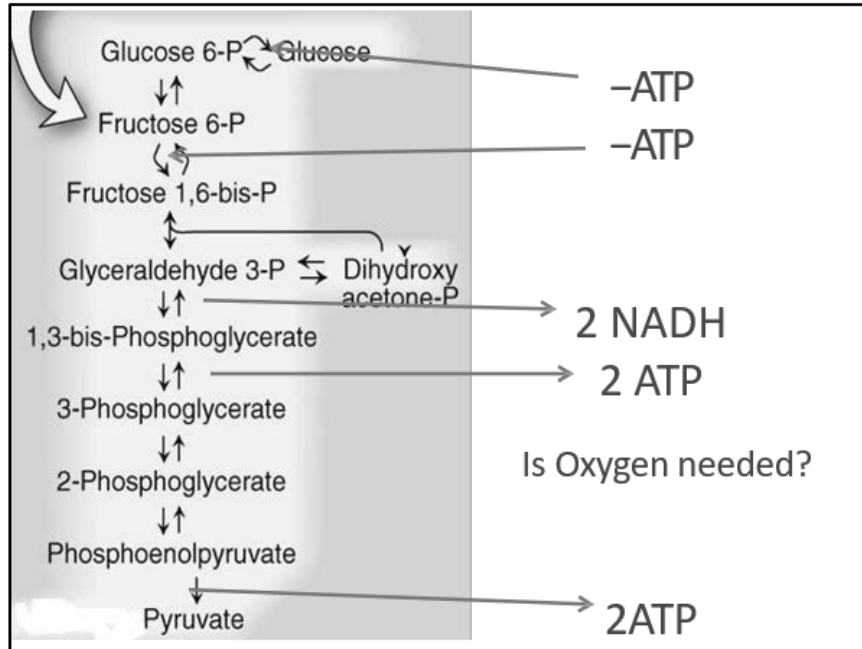 Glucose 6-P Glucose
–ATP
Fructose 6-P
–ATP
Fructose 1,6-bis-P
Glyceraldehyde 3-P
Dihydroxy
acetone-P
2 NADH
1,3-bis-Phosphoglycerate
2 ATP
3-Phosphoglycerate
Is Oxygen needed?
2-Phosphoglycerate
Phosphoenolpyruvate
Pyruvate
2ATP